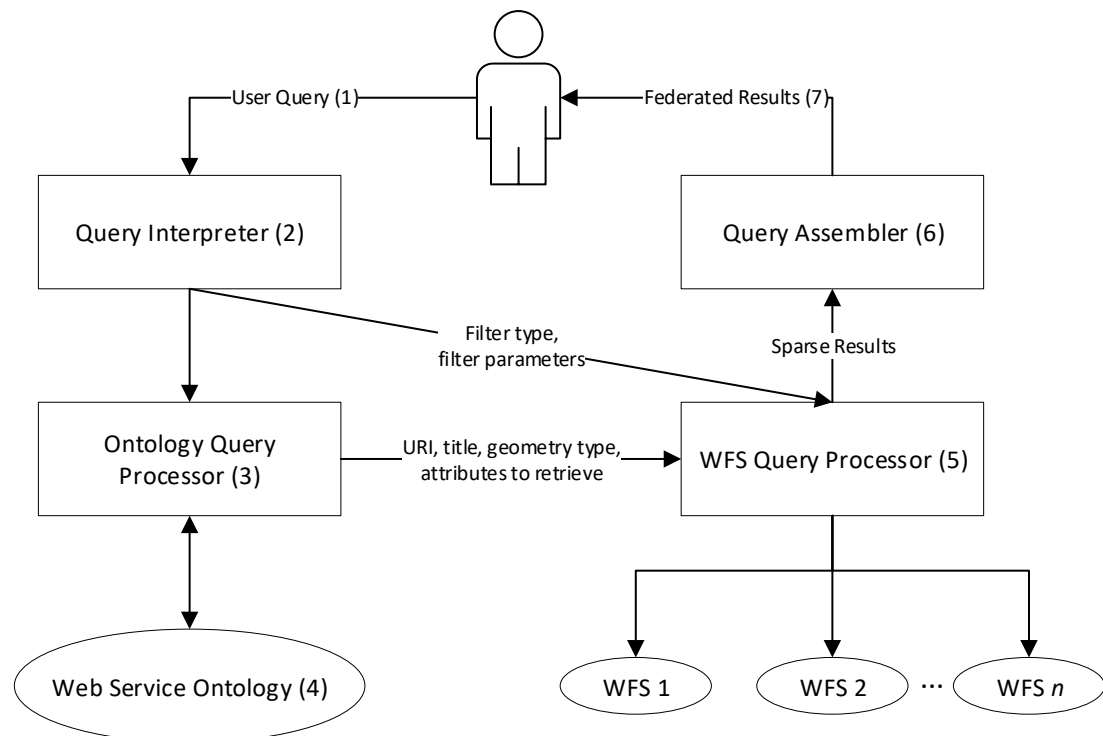 User Query (1)
Federated Results (7)
Query Interpreter (2)
Query Assembler (6)
Filter type,
filter parameters
Sparse Results
Ontology Query
Processor (3)
URI, title, geometry type,
attributes to retrieve
WFS Query Processor (5)
Web Service Ontology (4)
WFS 1
WFS 2
...
WFS n